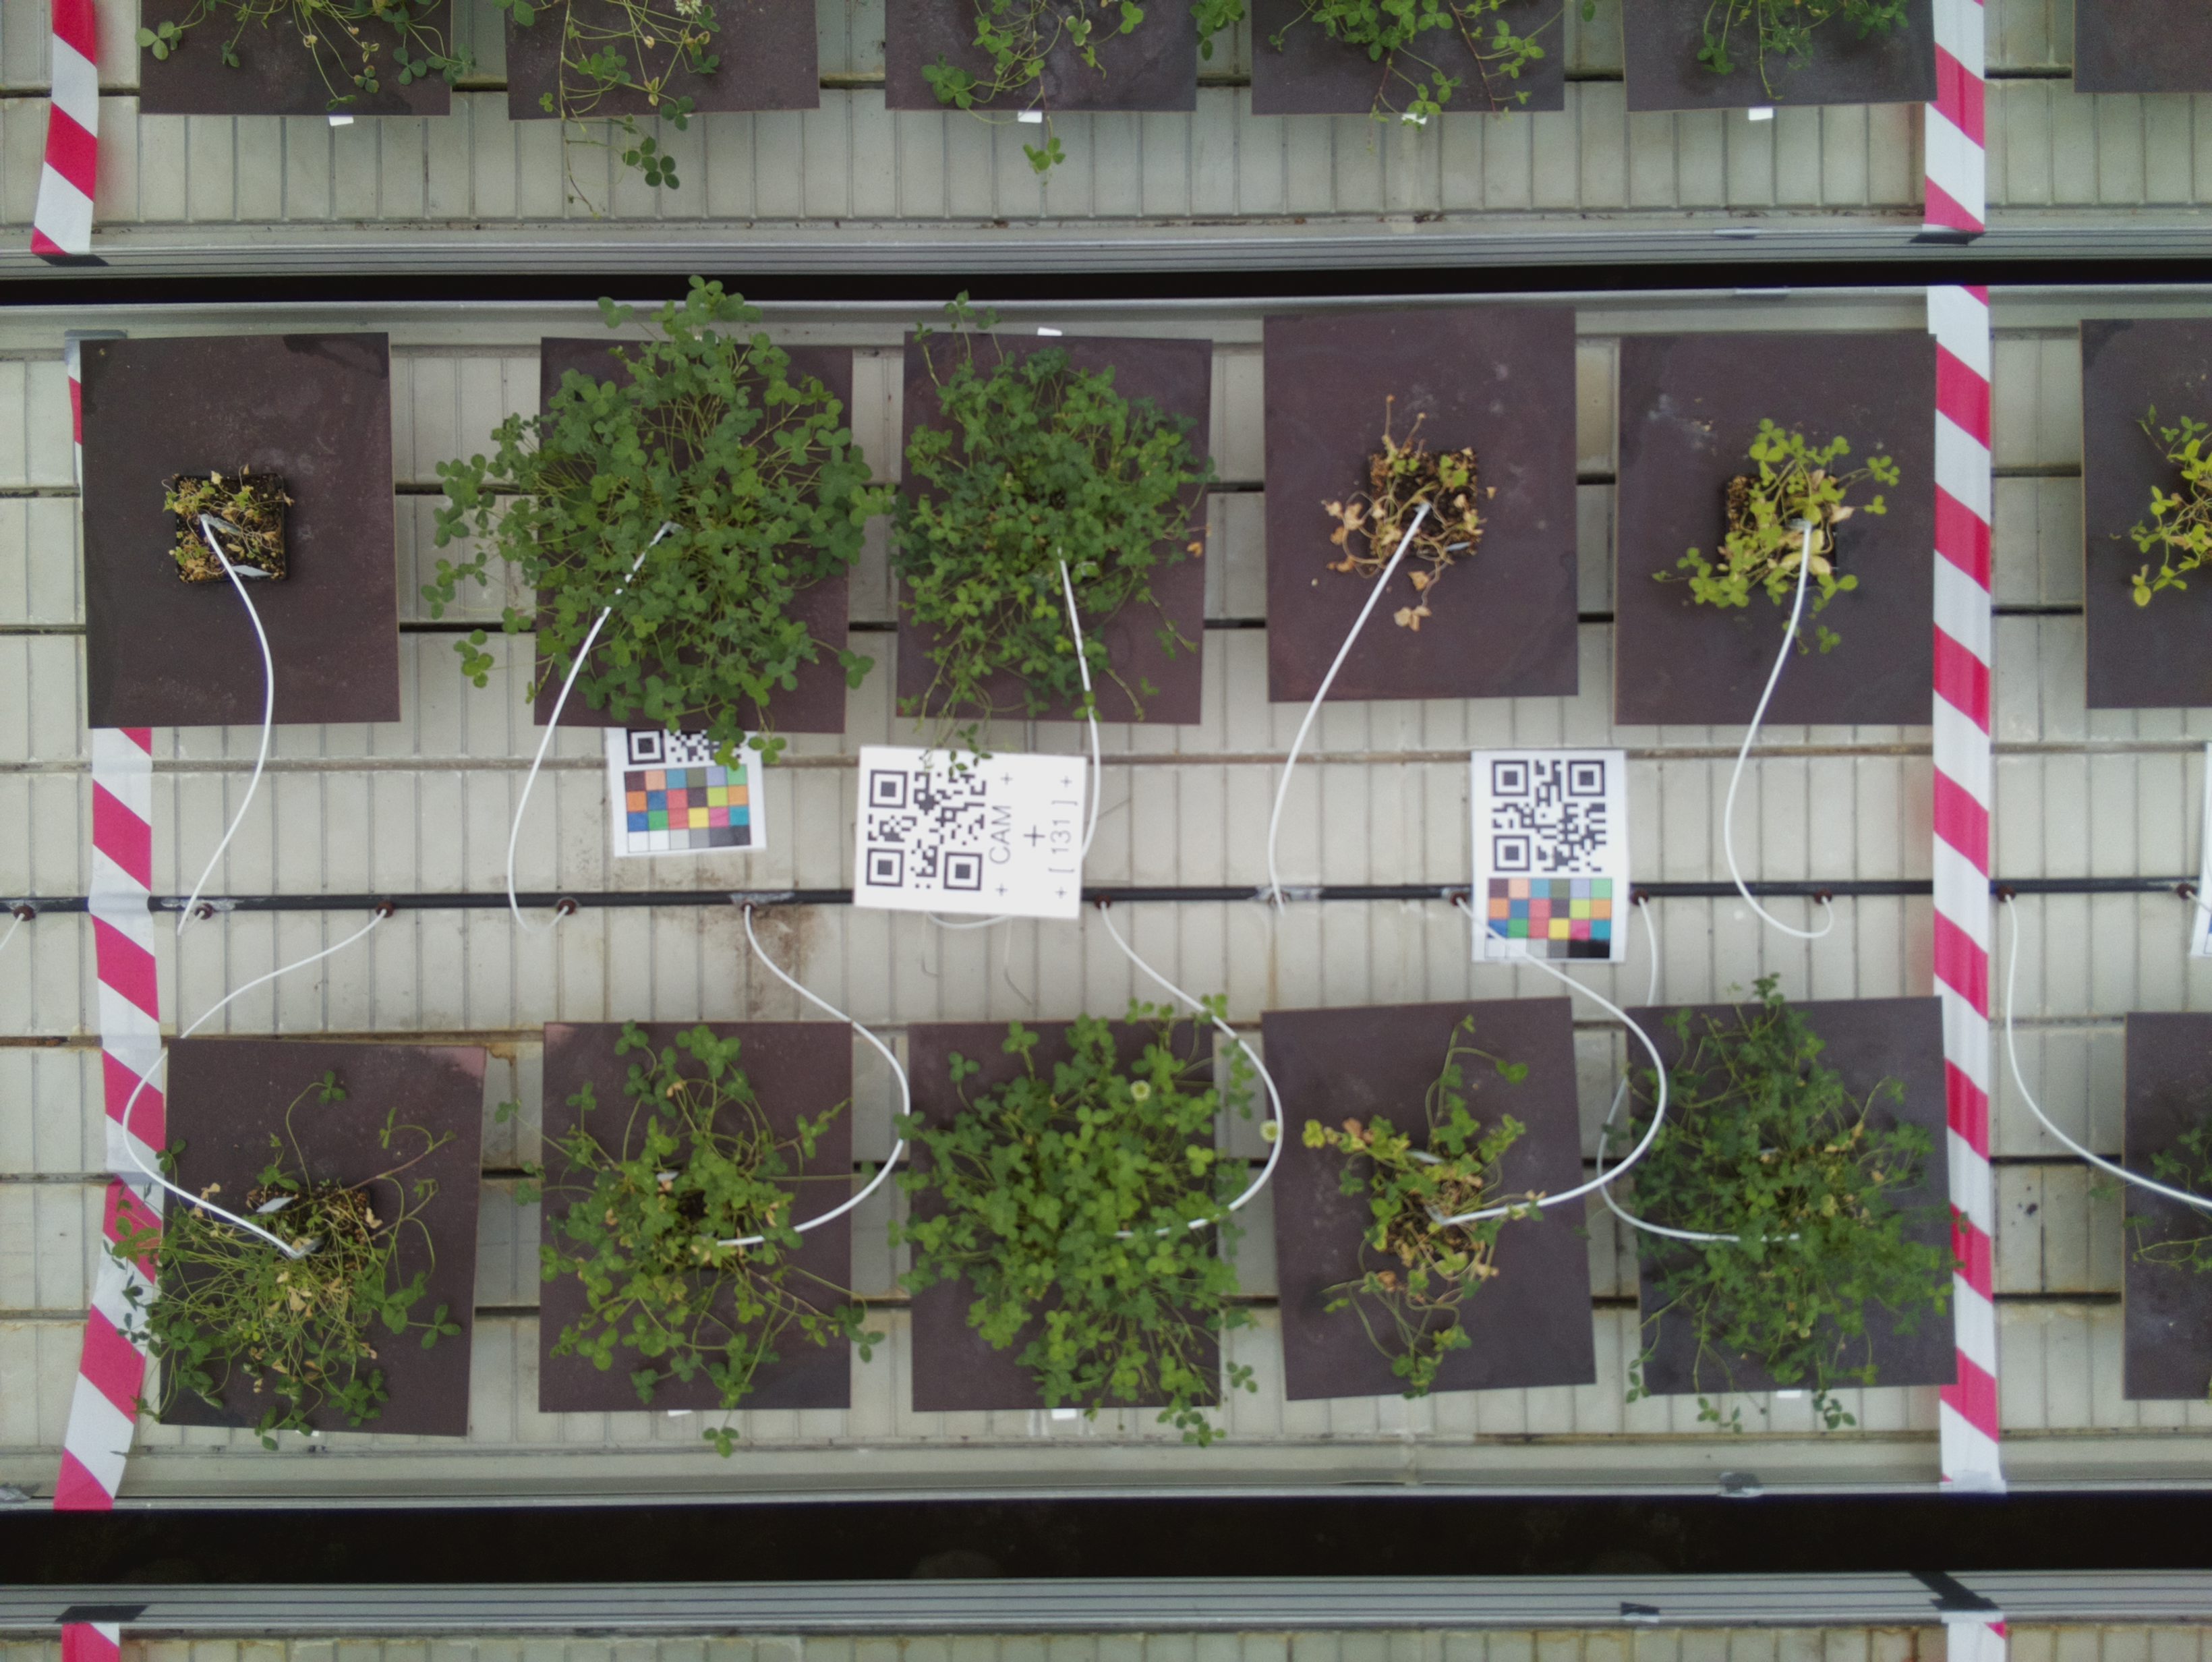 + CAM +
+
+ [ 131 ] +